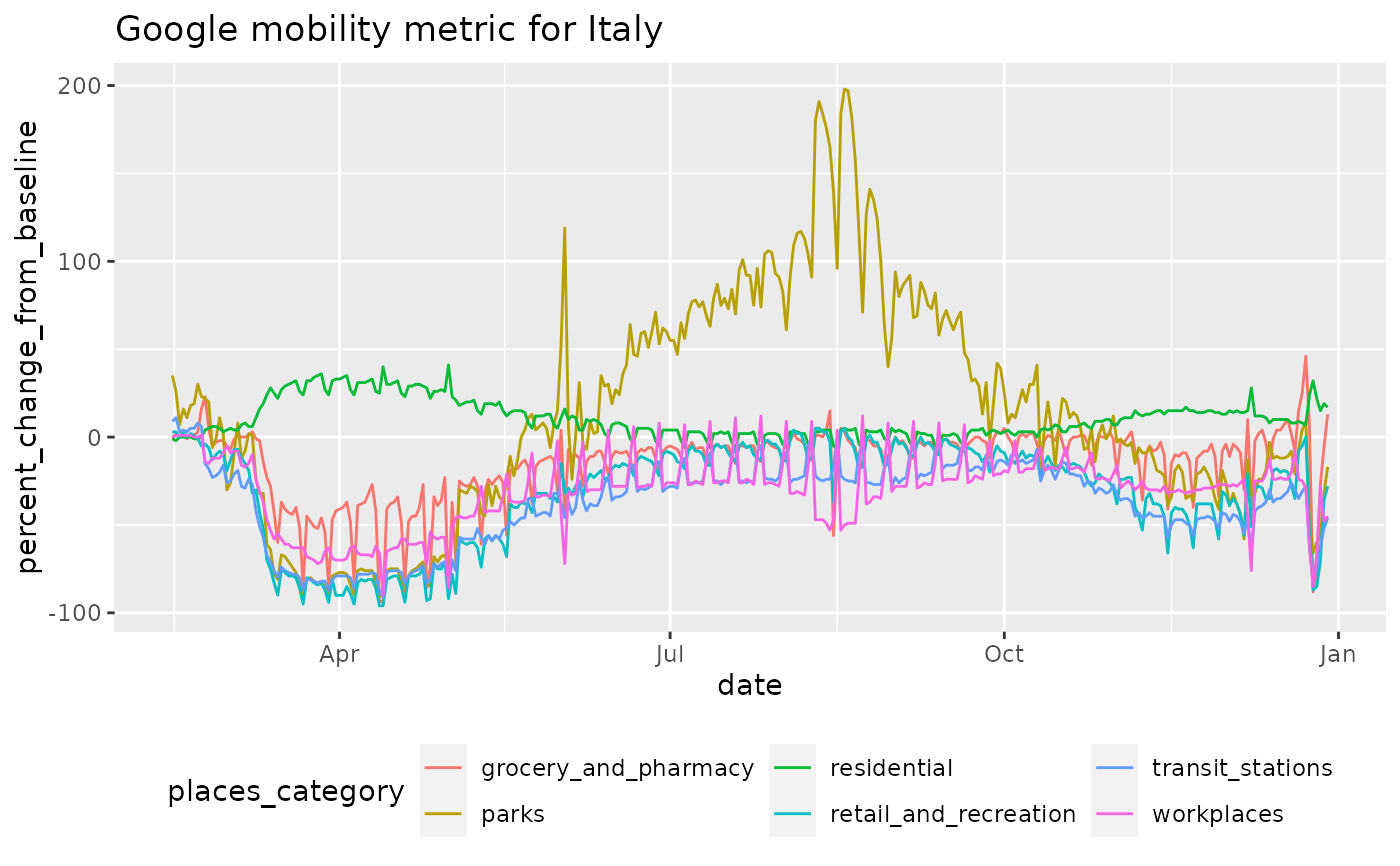 Google mobility metric for Italy
percent_change_from_baseline
200
100
0
-100
Apr
Jul
Oct
Jan
date
places_category
grocery_and_pharmacy
residential
transit_stations
parks
retail_and_recreation
workplaces